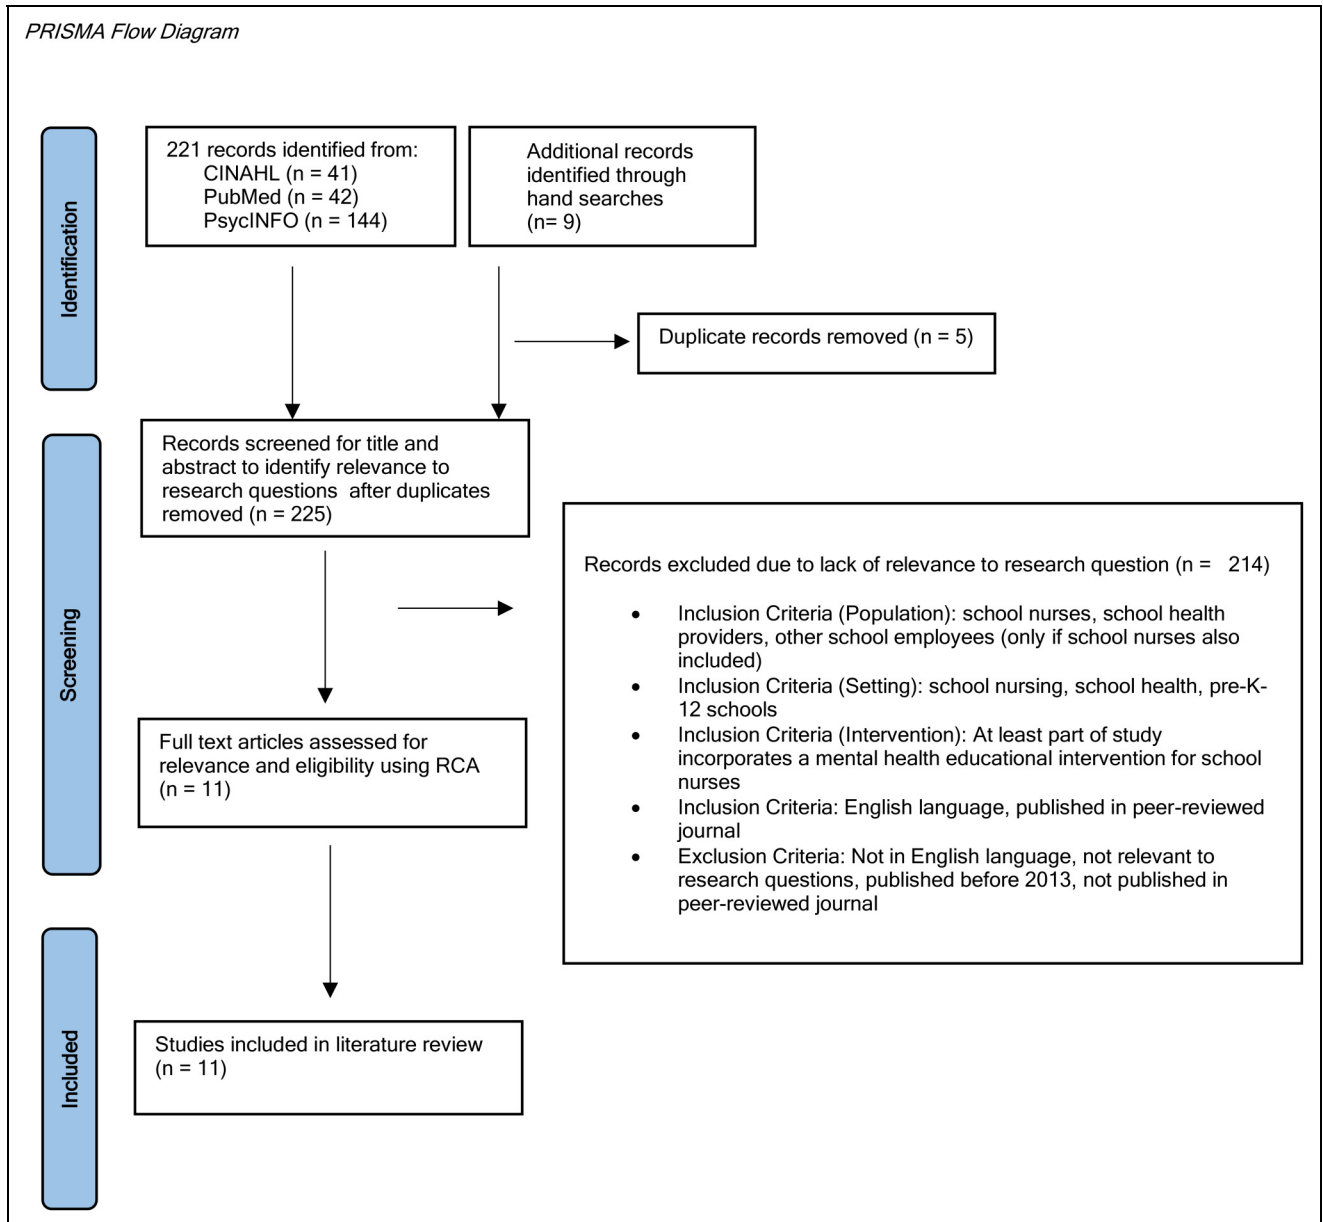 PRISMA Flow Diagram
Identification
221 records identified from:
CINAHL (n = 41)
PubMed (n = 42)
PsycINFO (n = 144)
Additional records
identified through
hand searches
(n= 9)
Duplicate records removed (n = 5)
Screening
Records screened for title and
abstract to identify relevance to
research questions after duplicates
removed (n = 225)
Records excluded due to lack of relevance to research question (n = 214)
• Inclusion Criteria (Population): school nurses, school health
providers, other school employees (only if school nurses also
included)
• Inclusion Criteria (Setting): school nursing, school health, pre-K-
12 schools
• Inclusion Criteria (Intervention): At least part of study
incorporates a mental health educational intervention for school
nurses
• Inclusion Criteria: English language, published in peer-reviewed
journal
• Exclusion Criteria: Not in English language, not relevant to
research questions, published before 2013, not published in
peer-reviewed journal
Full text articles assessed for
relevance and eligibility using RCA
(n = 11)
Included
Studies included in literature review
(n = 11)